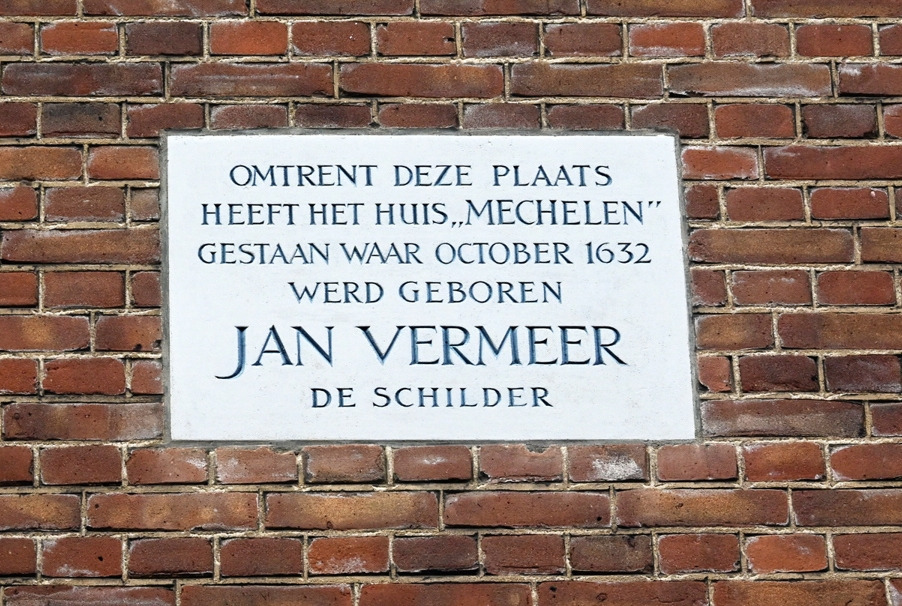 OMTRENT DEZE PLAATS
HEEFT HET HUIS „MECHELEN”
GESTAAN WAAR OCTOBER 1632
WERD GEBOREN
JAN VERMEER
DE SCHILDER